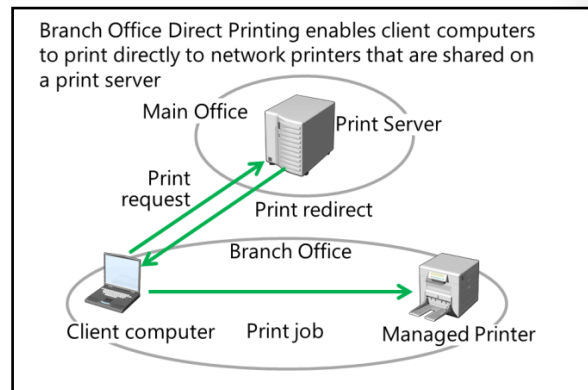 Branch Office Direct Printing enables client computers
to print directly to network printers that are shared on
a print server
Main Office
Print Server
Print
request
Print redirect
Branch Office
Client computer
Print job
Managed Printer